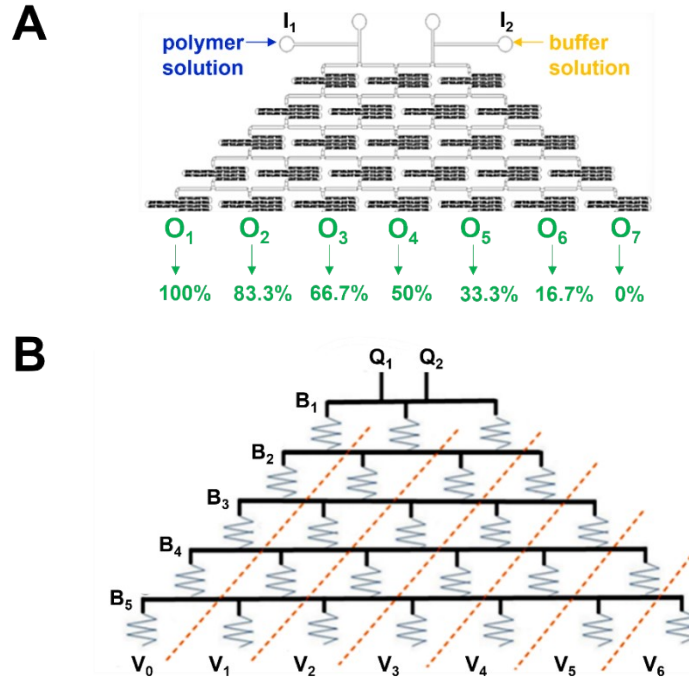 A
I1 I2
polymer solution
buffer solution
O1 O2 O3 O4 O5 O6 O7
100% 83.3% 66.7% 50% 33.3% 16.7% 0%
B
Q1 Q2
B1
B2
B3
B4
B5
V0 V1 V2 V3 V4 V5 V6